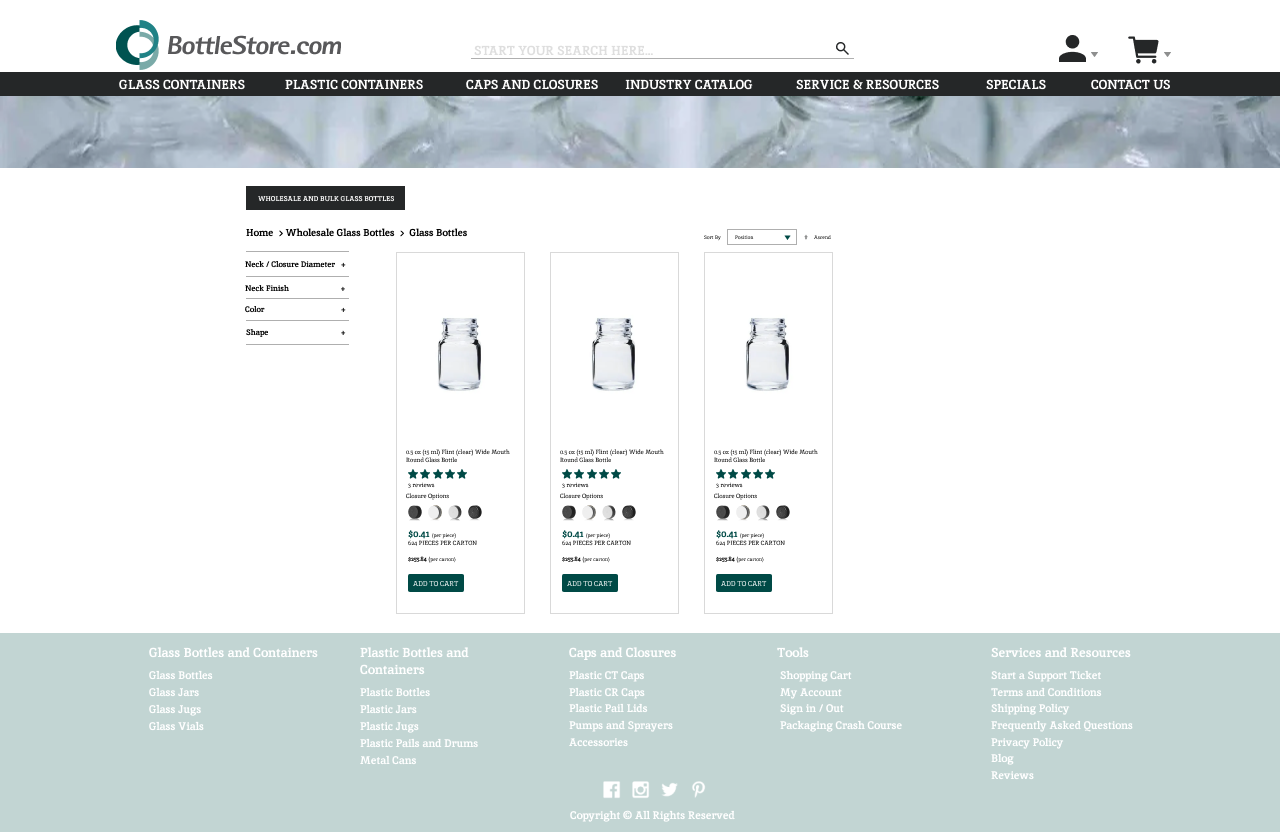 BottleStore.com
START YOUR SEARCH HERE...
GLASS CONTAINERS PLASTIC CONTAINERS CAPS AND CLOSURES INDUSTRY CATALOG SERVICE & RESOURCES SPECIALS CONTACT US
WHOLESALE AND BULK GLASS BOTTLES
Home > Wholesale Glass Bottles > Glass Bottles
Sort By Position ↑ Ascend
Neck / Closure Diameter +
Neck Finish +
Color +
Shape +
0.5 oz (15 ml) Flint (clear) Wide Mouth
Round Glass Bottle
3 reviews
Closure Options
$0.41 (per piece)
624 PIECES PER CARTON
$255.84 (per carton)
ADD TO CART
0.5 oz (15 ml) Flint (clear) Wide Mouth
Round Glass Bottle
3 reviews
Closure Options
$0.41 (per piece)
624 PIECES PER CARTON
$255.84 (per carton)
ADD TO CART
0.5 oz (15 ml) Flint (clear) Wide Mouth
Round Glass Bottle
3 reviews
Closure Options
$0.41 (per piece)
624 PIECES PER CARTON
$255.84 (per carton)
ADD TO CART
Glass Bottles and Containers
Glass Bottles
Glass Jars
Glass Jugs
Glass Vials
Plastic Bottles and
Containers
Plastic Bottles
Plastic Jars
Plastic Jugs
Plastic Pails and Drums
Metal Cans
Caps and Closures
Plastic CT Caps
Plastic CR Caps
Plastic Pail Lids
Pumps and Sprayers
Accessories
Tools
Shopping Cart
My Account
Sign in / Out
Packaging Crash Course
Services and Resources
Start a Support Ticket
Terms and Conditions
Shipping Policy
Frequently Asked Questions
Privacy Policy
Blog
Reviews
Copyright © All Rights Reserved